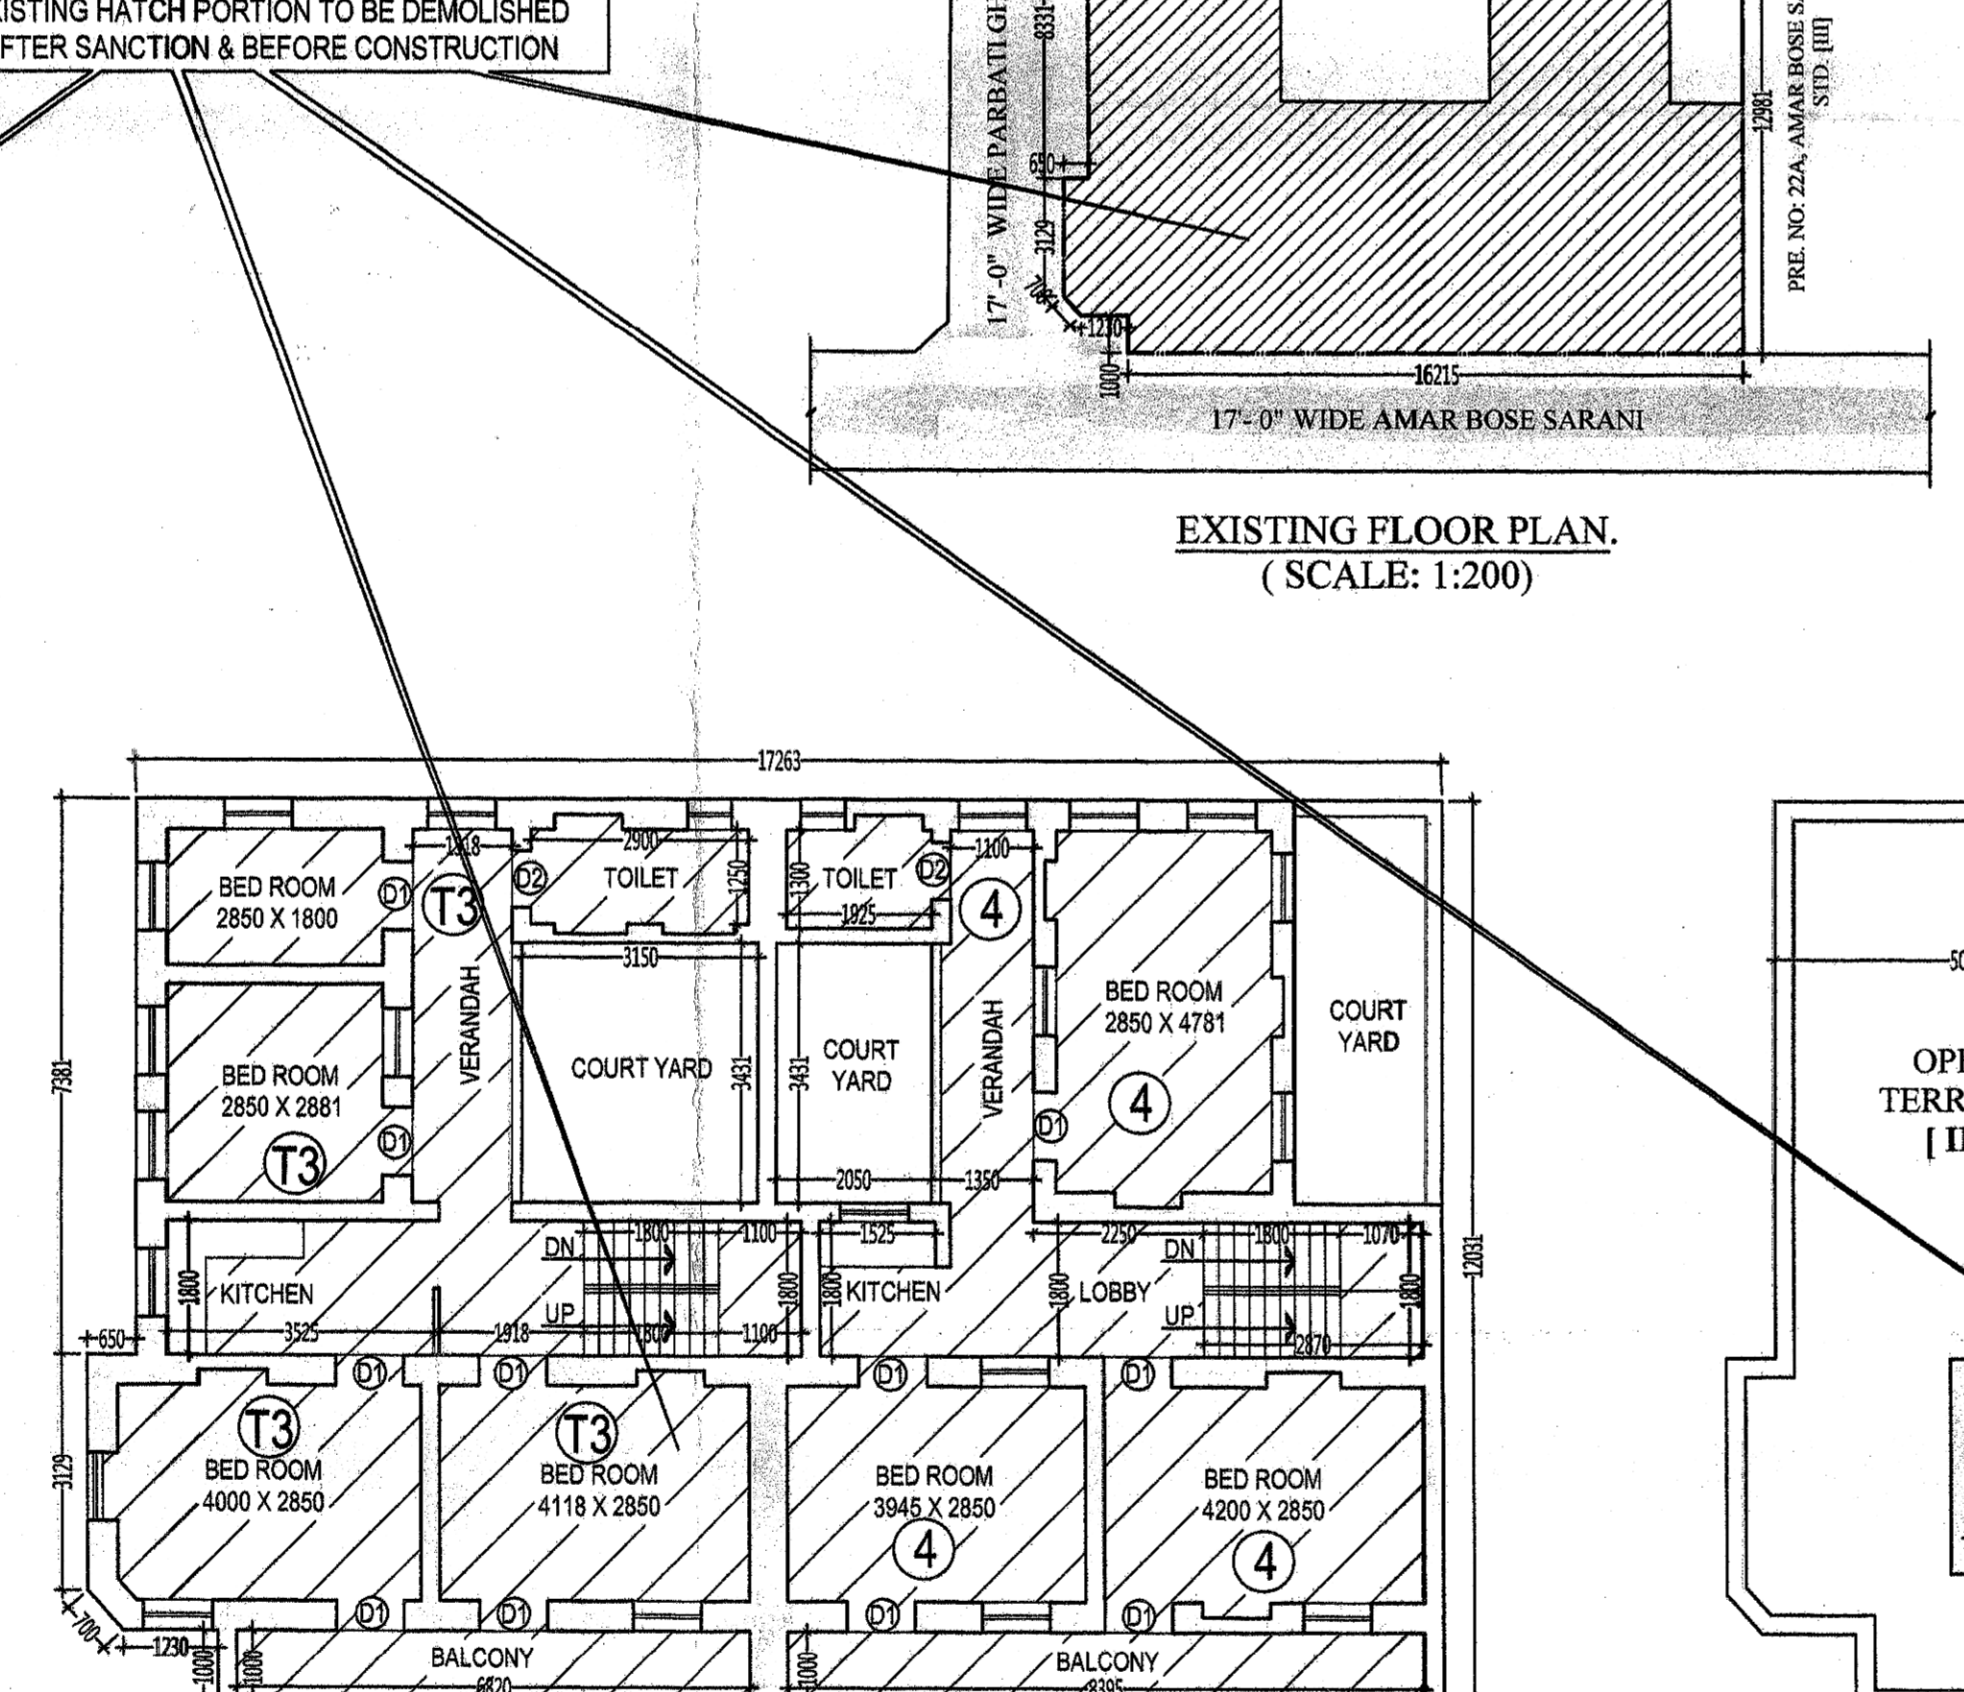 EXISTING HATCH PORTION TO BE DEMOLISHED
AFTER SANCTION & BEFORE CONSTRUCTION
17'-0" WIDE PARBATI
8331
650
3129
1230
1000
16215
12981
PRE. NO: 22A, AMAR BOSE
STD. [III]
17'-0" WIDE AMAR BOSE SARANI
EXISTING FLOOR PLAN.
( SCALE: 1:200)
17263
1918
2900
1100
BED ROOM
2850 X 1800
D1
T3
D2
TOILET
1250
1300
TOILET
D2
4
1925
3150
VERANDAH
BED ROOM
2850 X 2881
D1
T3
COURT YARD
3431
3431
COURT
YARD
VERANDAH
BED ROOM
2850 X 4781
4
D1
COURT
YARD
7381
2050
1350
12031
1800
1100
1525
2250
1800
1070
DN
DN
KITCHEN
1800
1800
1800
KITCHEN
1800
LOBBY
1800
UP
UP
650
3525
1918
1800
1100
2870
D1
D1
D1
D1
T3
BED ROOM
4000 X 2850
T3
BED ROOM
4118 X 2850
BED ROOM
3945 X 2850
4
BED ROOM
4200 X 2850
4
3129
D1
D1
D1
D1
700
1230
1000
1000
BALCONY
6820
1000
BALCONY
8395